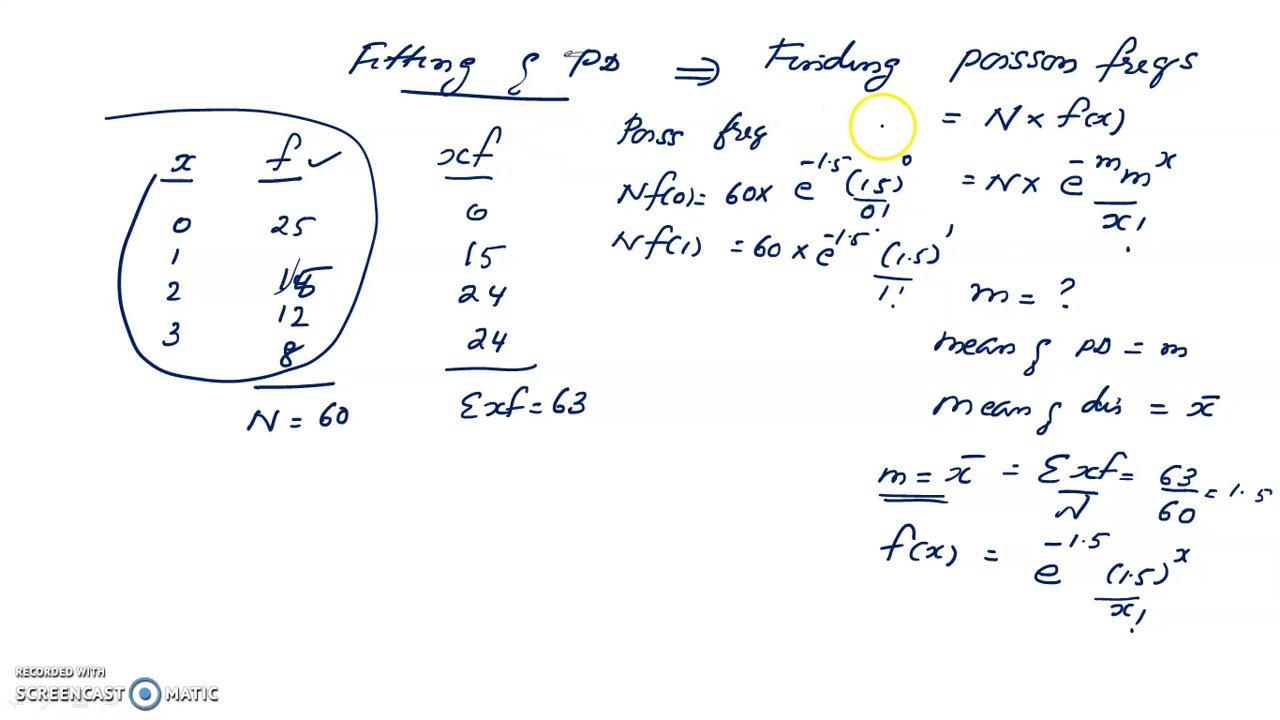 Fitting of PD ⇒ Finding poisson freqs
Poss freq = N × f(x)
x f ✓ xf
0 25 0
1 15 15
2 12 24
3 8 24
N = 60 Σxf = 63
Nf(0) = 60× e^-1.5 (1.5)^0 / 0! = N × e^-m m^x / x!
Nf(1) = 60 × e^-1.5 (1.5)^1 / 1!
m = ?
mean of PD = m
mean of dis = x̄
m = x̄ = Σxf / N = 63 / 60 = 1.5
f(x) = e^-1.5 (1.5)^x / x!
RECORDED WITH
SCREENCAST MATIC